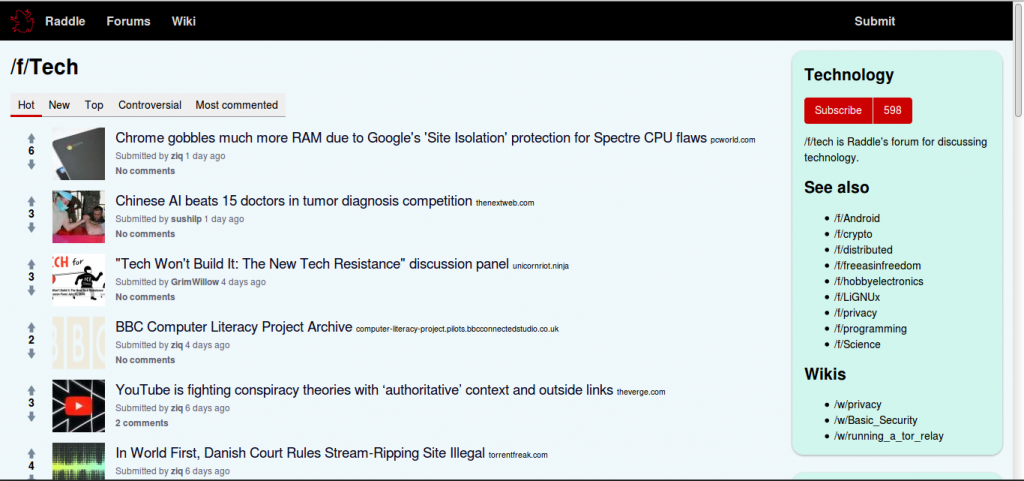 Raddle Forums Wiki Submit
/f/Tech
Hot New Top Controversial Most commented
6
Chrome gobbles much more RAM due to Google's 'Site Isolation' protection for Spectre CPU flaws pcworld.com
Submitted by ziq 1 day ago
No comments
3
Chinese AI beats 15 doctors in tumor diagnosis competition thenextweb.com
Submitted by sushilp 1 day ago
No comments
ECH for
3
"Tech Won't Build It: The New Tech Resistance" discussion panel unicornriot.ninja
Submitted by GrimWillow 4 days ago
No comments
BBC
2
BBC Computer Literacy Project Archive computer-literacy-project.pilots.bbcconnectedstudio.co.uk
Submitted by ziq 4 days ago
No comments
3
YouTube is fighting conspiracy theories with ‘authoritative’ context and outside links theverge.com
Submitted by ziq 6 days ago
2 comments
4
In World First, Danish Court Rules Stream-Ripping Site Illegal torrentfreak.com
Submitted by ziq 6 days ago
Technology
Subscribe 598
/f/tech is Raddle's forum for discussing
technology.
See also
/f/Android
/f/crypto
/f/distributed
/f/freeasinfreedom
/f/hobbyelectronics
/f/LiGNUx
/f/privacy
/f/programming
/f/Science
Wikis
/w/privacy
/w/Basic_Security
/w/running_a_tor_relay